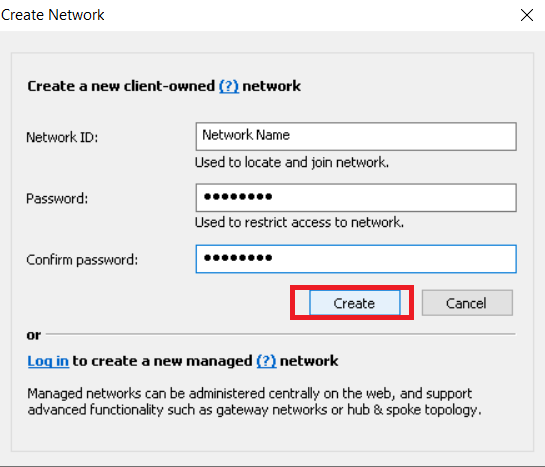 Create Network
Create a new client-owned (?) network
Network ID:
Network Name
Used to locate and join network.
Password:
●●●●●●●●
Used to restrict access to network.
Confirm password:
●●●●●●●●
Create
Cancel
or
Log in to create a new managed (?) network
Managed networks can be administered centrally on the web, and support
advanced functionality such as gateway networks or hub & spoke topology.